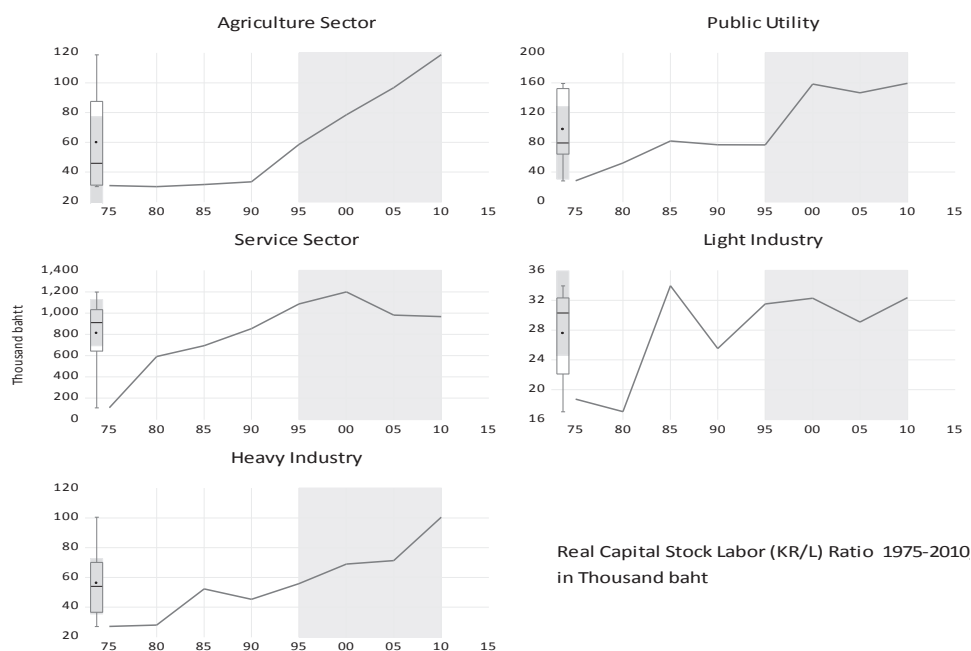 Agriculture Sector
120
100
80
60
40
20
75 80 85 90 95 00 05 10 15
Public Utility
200
160
120
80
40
0
75 80 85 90 95 00 05 10 15
Service Sector
Thousand bahtt
1,400
1,200
1,000
800
600
400
200
0
75 80 85 90 95 00 05 10 15
Light Industry
36
32
28
24
20
16
75 80 85 90 95 00 05 10 15
Heavy Industry
120
100
80
60
40
20
75 80 85 90 95 00 05 10 15
Real Capital Stock Labor (KR/L) Ratio 1975-2010,
in Thousand baht